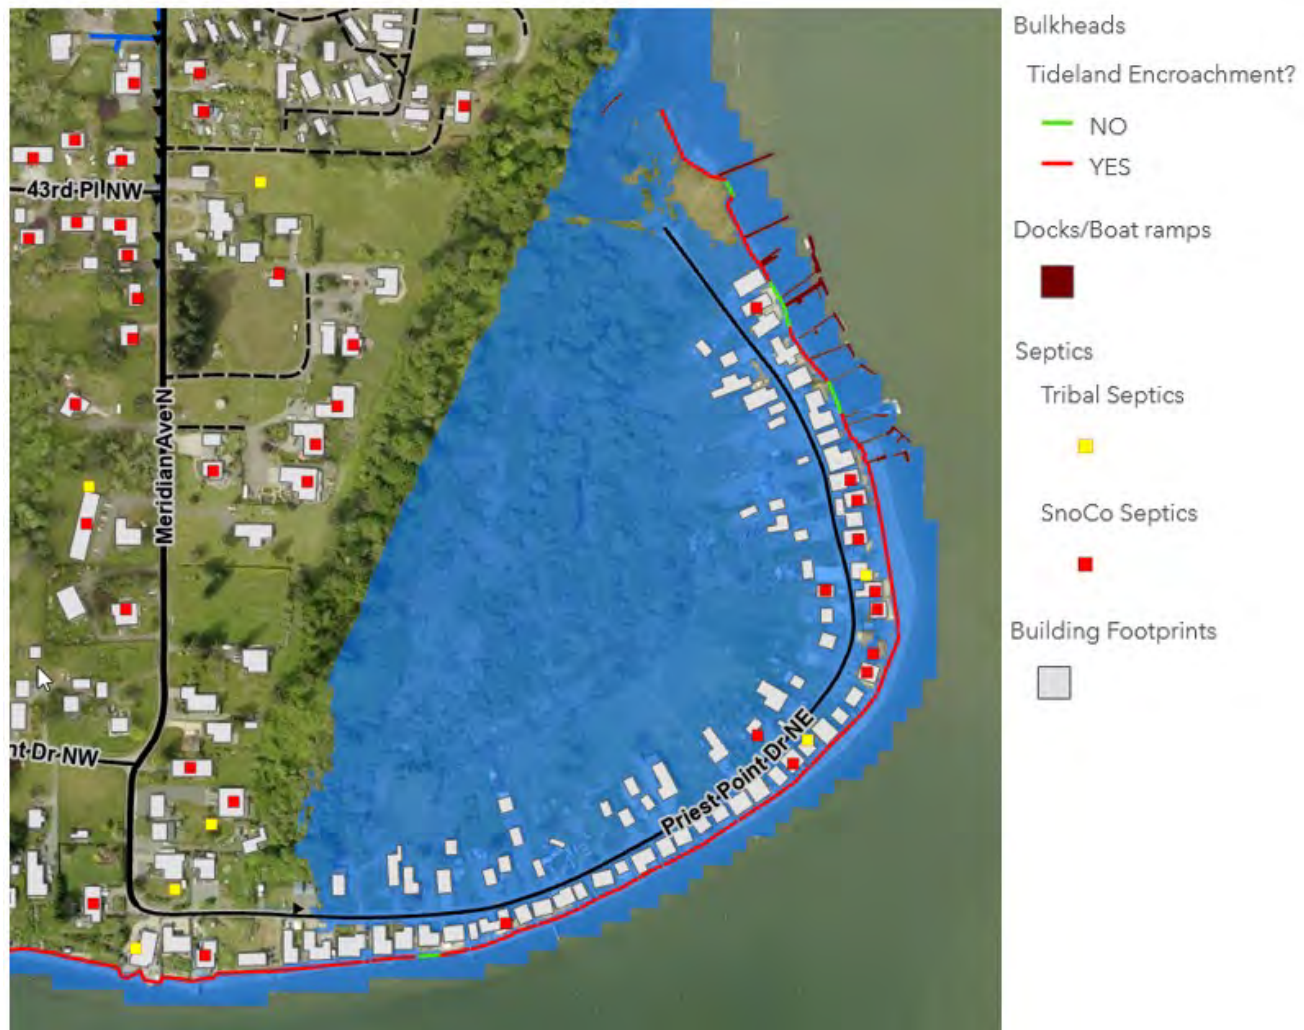 Bulkheads
Tideland Encroachment?
NO
YES
Docks/Boat ramps
Septics
Tribal Septics
SnoCo Septics
Building Footprints
43rd Pl NW
Meridian Ave N
nt Dr NW
Priest Point Dr NE